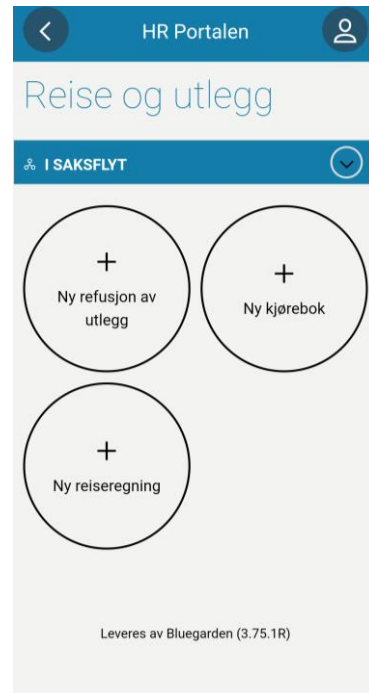 HR Portalen
Reise og utlegg
I SAKSFLYT
+
Ny refusjon av
utlegg
+
Ny kjørebok
+
Ny reiseregning
Leveres av Bluegarden (3.75.1R)